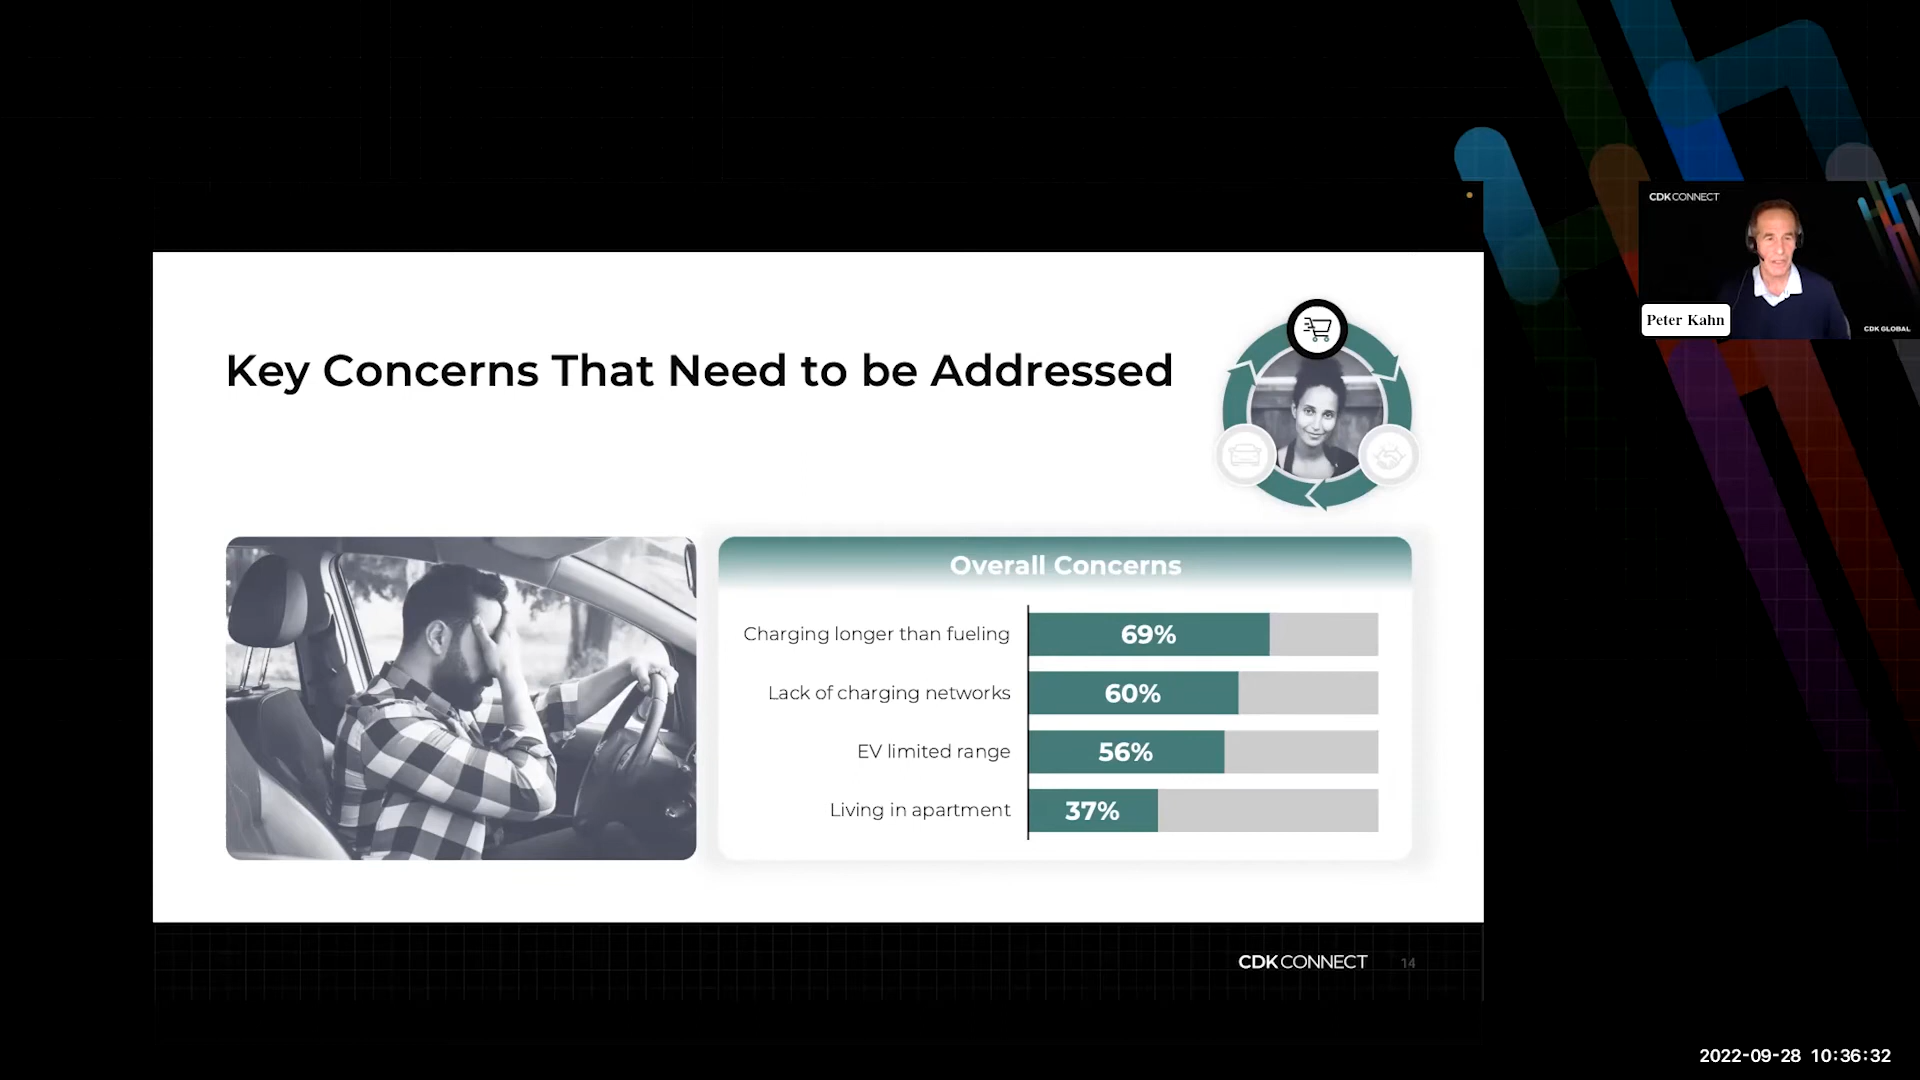 CDK CONNECT
Peter Kahn
CDK GLOBAL
Key Concerns That Need to be Addressed
Overall Concerns
Charging longer than fueling 69%
Lack of charging networks 60%
EV limited range 56%
Living in apartment 37%
CDK CONNECT 14
2022-09-28 10:36:32